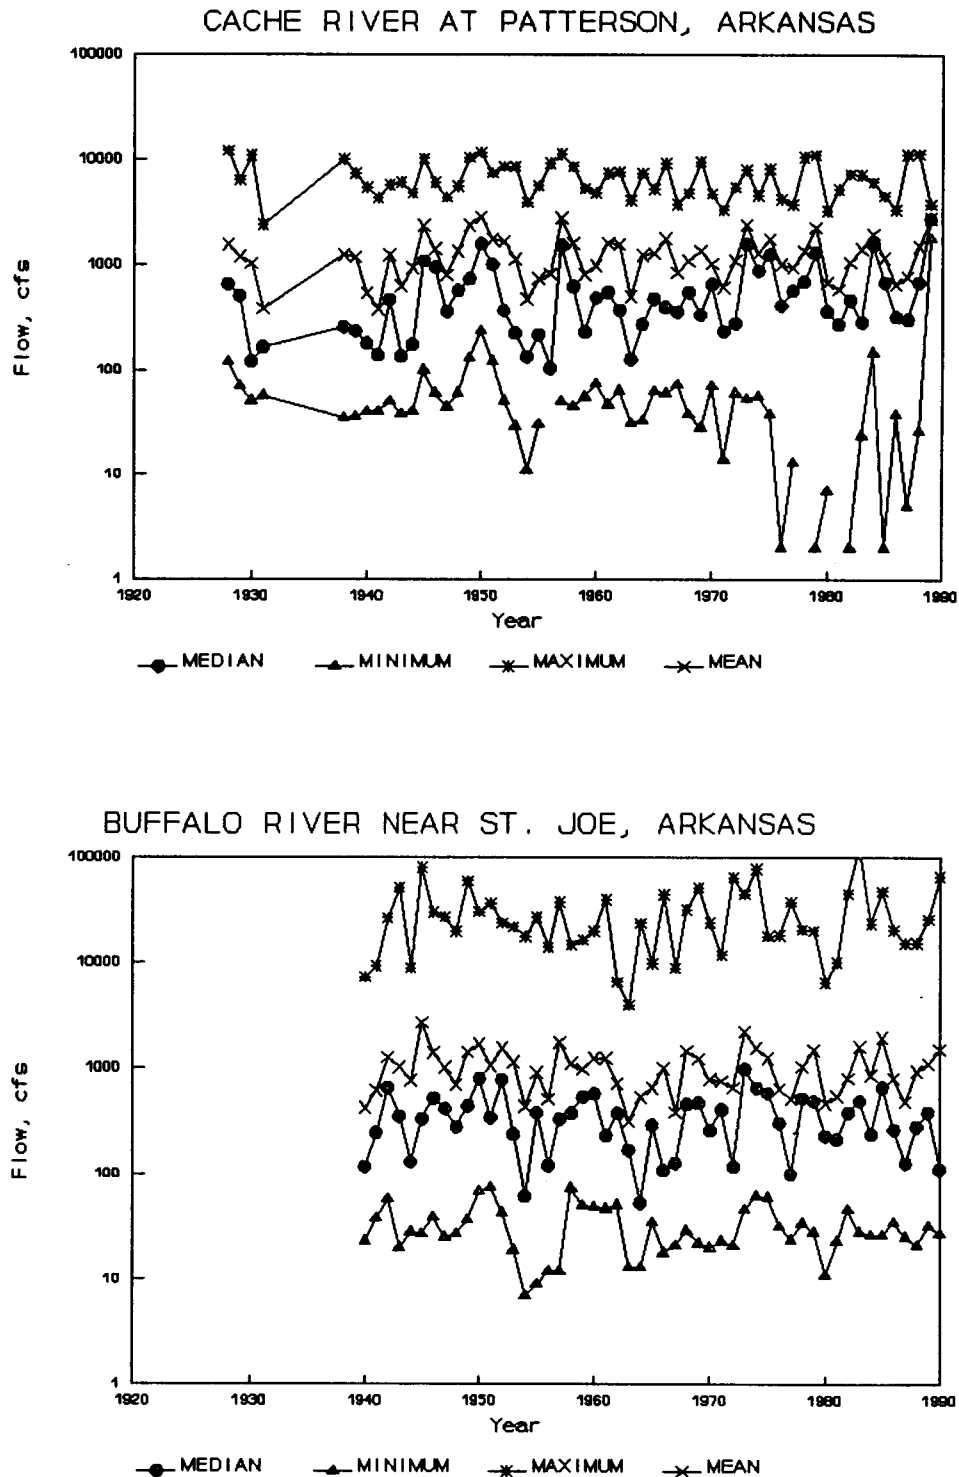 CACHE RIVER AT PATTERSON, ARKANSAS
100000
10000
1000
100
10
1
Flow, cfs
1920 1930 1940 1950 1960 1970 1980 1990
Year
MEDIAN MINIMUM MAXIMUM MEAN
BUFFALO RIVER NEAR ST. JOE, ARKANSAS
100000
10000
1000
100
10
1
Flow, cfs
1920 1930 1940 1950 1960 1970 1980 1990
Year
MEDIAN MINIMUM MAXIMUM MEAN